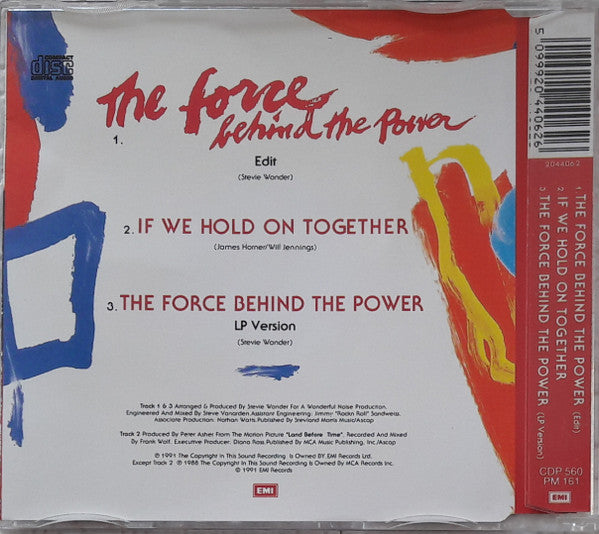 COMPACT
disc
DIGITAL AUDIO
The force
behind the Power
1.
Edit
(Stevie Wonder)
2. IF WE HOLD ON TOGETHER
(James Horner/Will Jennings)
3. THE FORCE BEHIND THE POWER
LP Version
(Stevie Wonder)
Track 1 & 3 Arranged & Produced By Stevie Wonder For A Wonderful Noise Production.
Engineered And Mixed By Steve Vanarden.Assistant Engineering: Jimmy "Rockn Roll" Sandweiss.
Associate Production: Nathan Watts.Published By Stevland Morris Music/Ascap
Track 2 Produced By Peter Asher From The Motion Picture "Land Before Time". Recorded And Mixed
By Frank Wolf. Executive Producer: Diana Ross.Published By MCA Music Publishing, Inc/Ascap
℗ 1991 The Copyright In This Sound Recording Is Owned BY EMI Records Ltd.
Except Track 2 ℗ 1988 The Copyright In This Sound Recording Is Owned By MCA Records Inc.
© 1991 EMI Records
EMI
5 099920 440626
2044062
1. THE FORCE BEHIND THE POWER (Edit)
2. IF WE HOLD ON TOGETHER
3. THE FORCE BEHIND THE POWER (LP Version)
CDP 560
PM 161
EMI